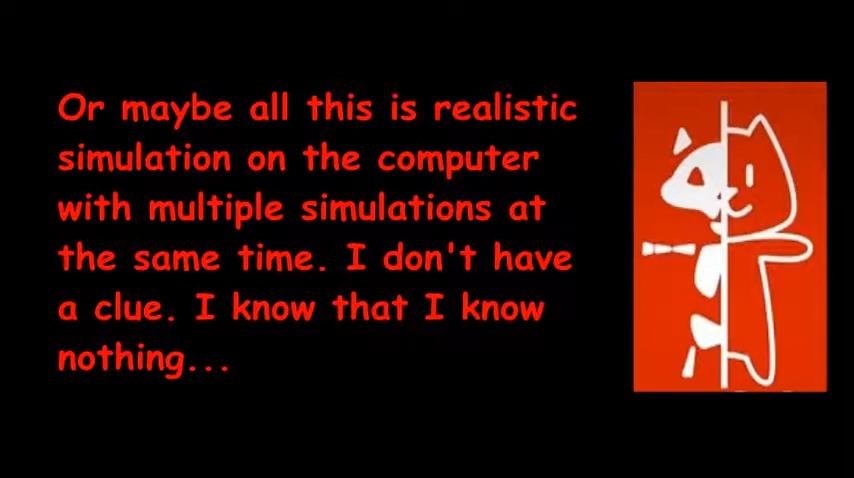 Or maybe all this is realistic
simulation on the computer
with multiple simulations at
the same time. I don't have
a clue. I know that I know
nothing...